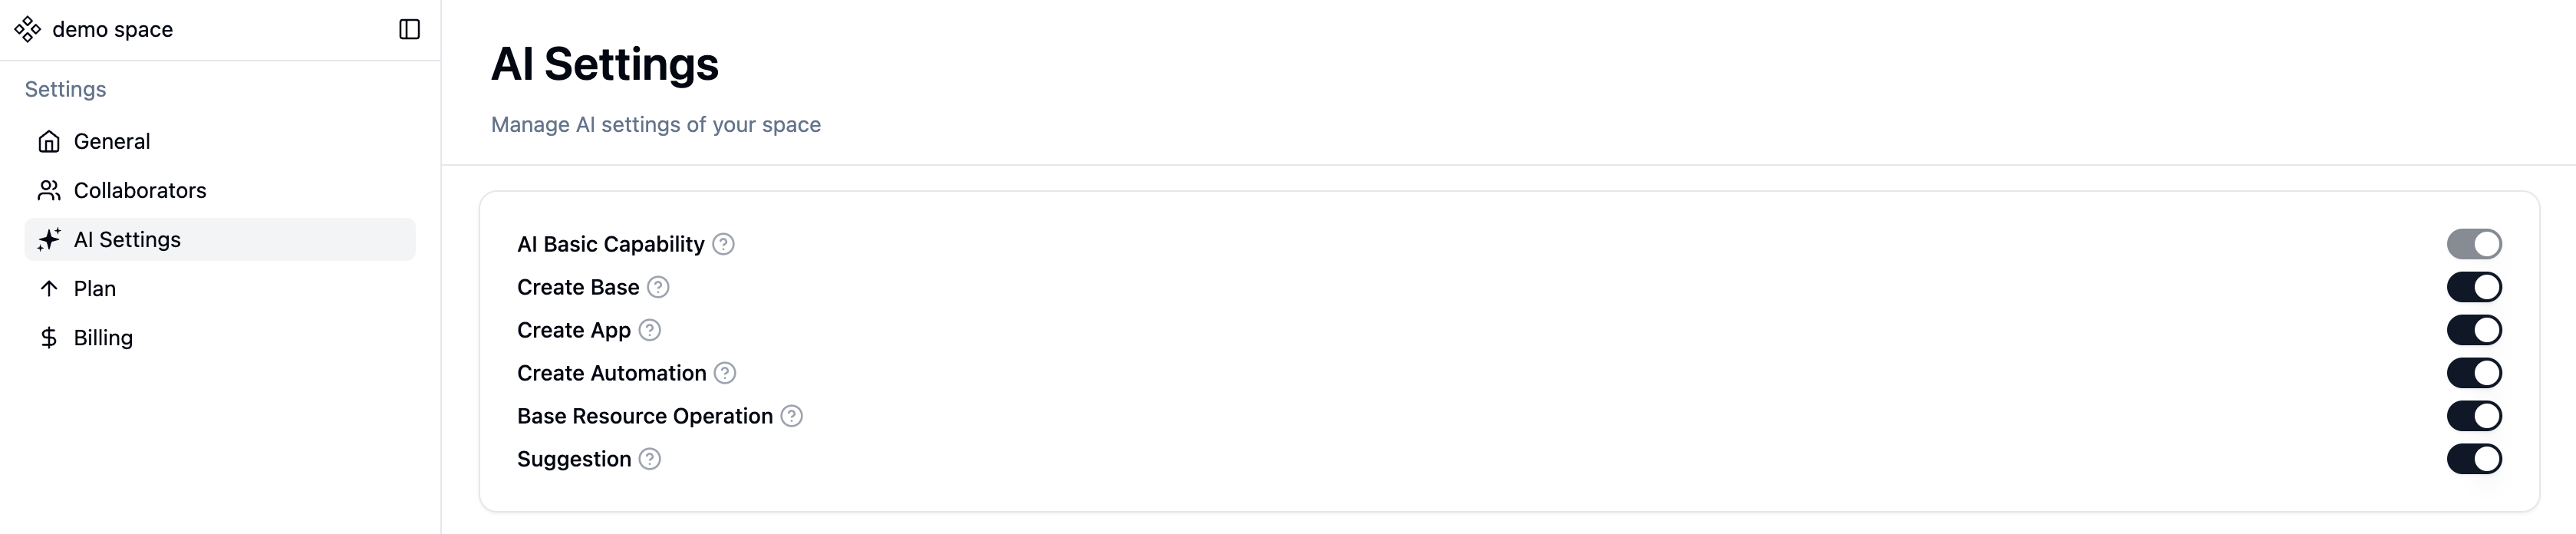 demo space
Settings
General
Collaborators
AI Settings
Plan
Billing
AI Settings
Manage AI settings of your space
AI Basic Capability
Create Base
Create App
Create Automation
Base Resource Operation
Suggestion